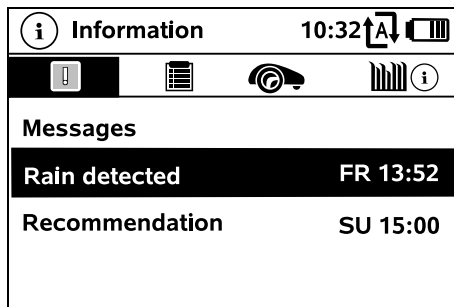 i Information 10:32 A
i
Messages
Rain detected FR 13:52
Recommendation SU 15:00